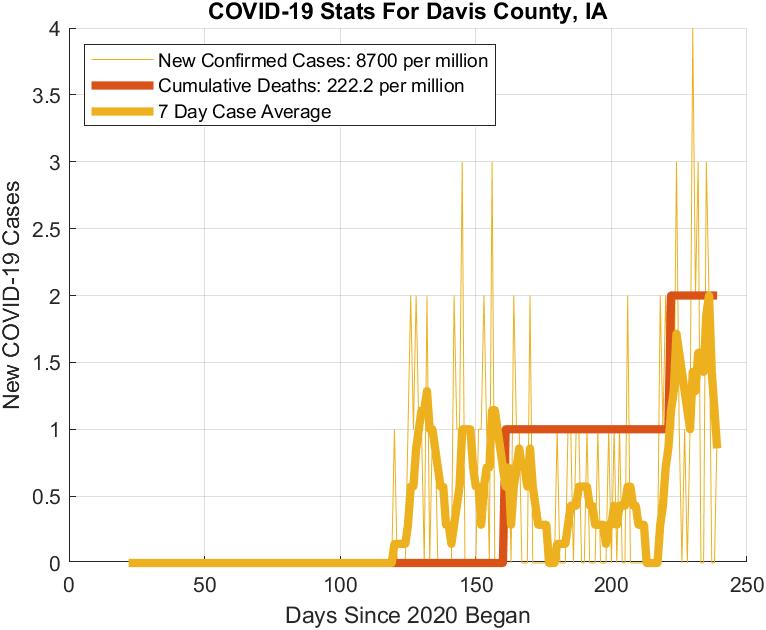 COVID-19 Stats For Davis County, IA
New Confirmed Cases: 8700 per million
Cumulative Deaths: 222.2 per million
7 Day Case Average
New COVID-19 Cases
4
3.5
3
2.5
2
1.5
1
0.5
0
0 50 100 150 200 250
Days Since 2020 Began